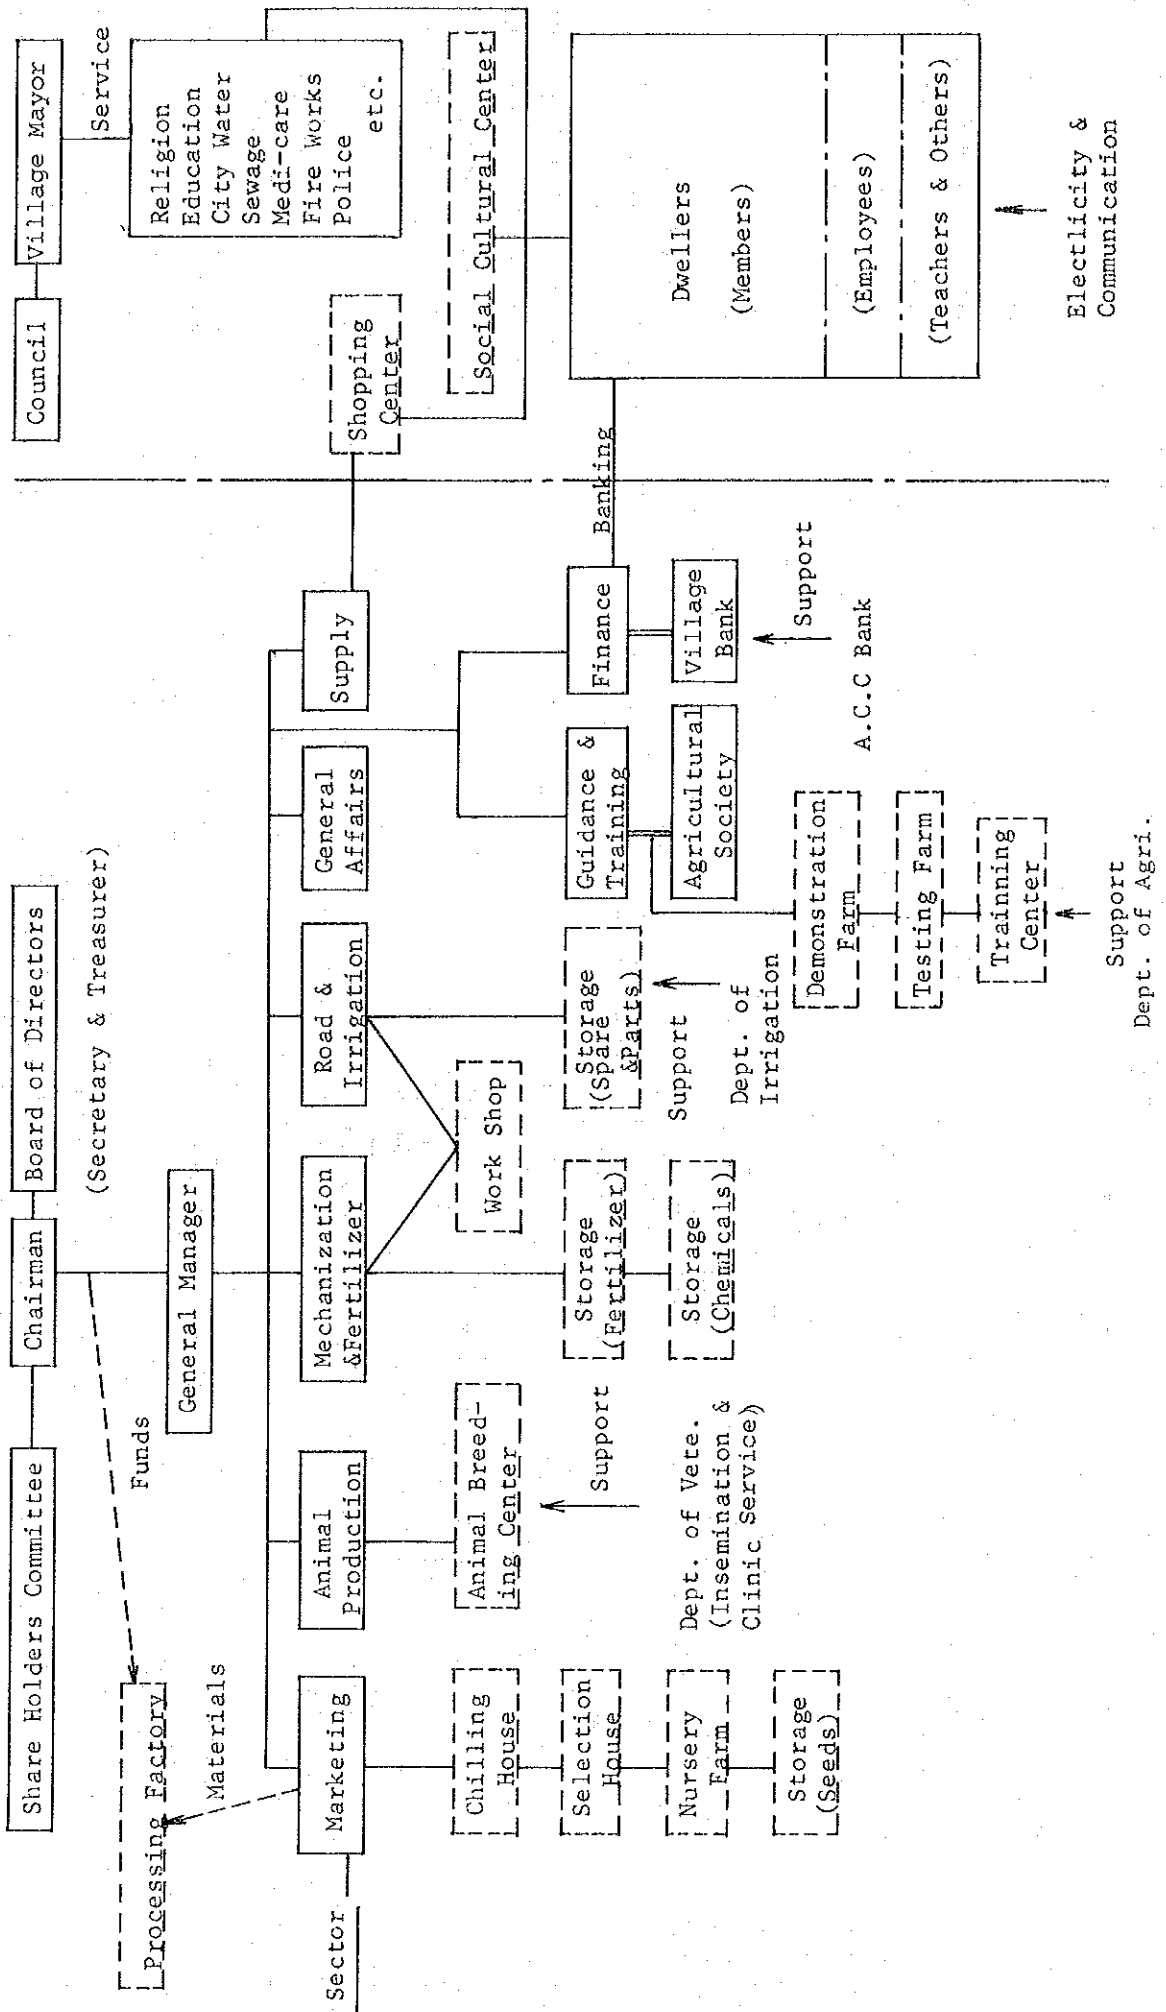 Share Holders Committee
Chairman
Board of Directors
Council
Village Mayor
(Secretary & Treasurer)
Service
Funds
Processing Factory
Materials
General Manager
Religion
Education
City Water
Sewage
Medi-care
Fire Works
Police
etc.
Sector
Marketing
Animal
Production
Mechanization
&Fertilizer
Road &
Irrigation
General
Affairs
Supply
Shopping
Center
Chilling
House
Animal Breed-
ing Center
Work Shop
Social Cultural Center
Selection
House
Support
Storage
(Fertilizer)
Storage
(Spare
&Parts)
Guidance &
Training
Finance
Banking
Dwellers
(Members)
(Employees)
(Teachers & Others)
Nursery
Farm
Dept. of Vete.
(Insemination &
Clinic Service)
Storage
(Chemicals)
Support
Dept. of
Irrigation
Agricultural
Society
Village
Bank
Support
A.C.C Bank
Storage
(Seeds)
Demonstration
Farm
Testing Farm
Trainning
Center
Support
Dept. of Agri.
Electlicity &
Communication